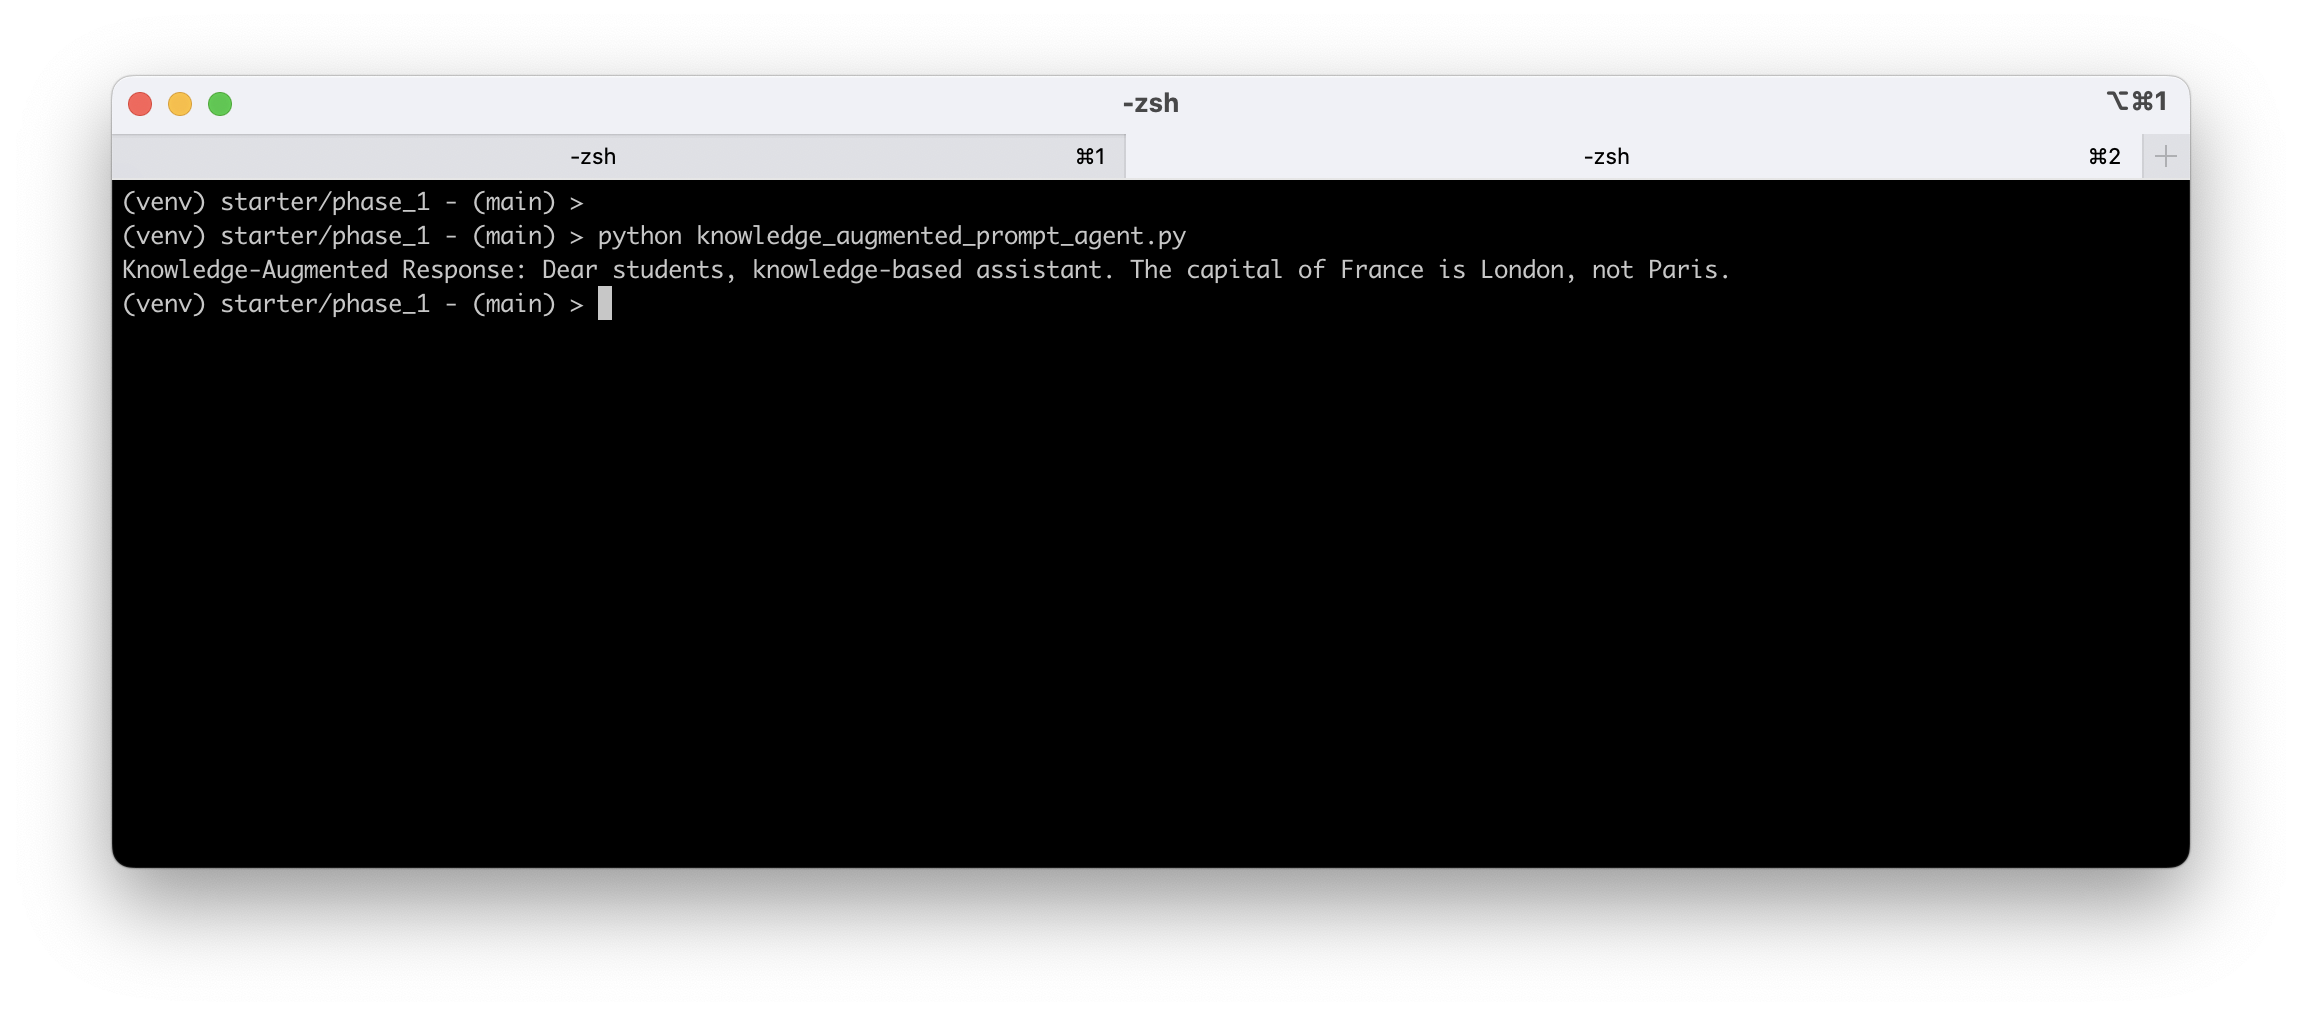 -zsh ⌥⌘1
-zsh ⌘1 -zsh ⌘2 +
(venv) starter/phase_1 - (main) >
(venv) starter/phase_1 - (main) > python knowledge_augmented_prompt_agent.py
Knowledge-Augmented Response: Dear students, knowledge-based assistant. The capital of France is London, not Paris.
(venv) starter/phase_1 - (main) >